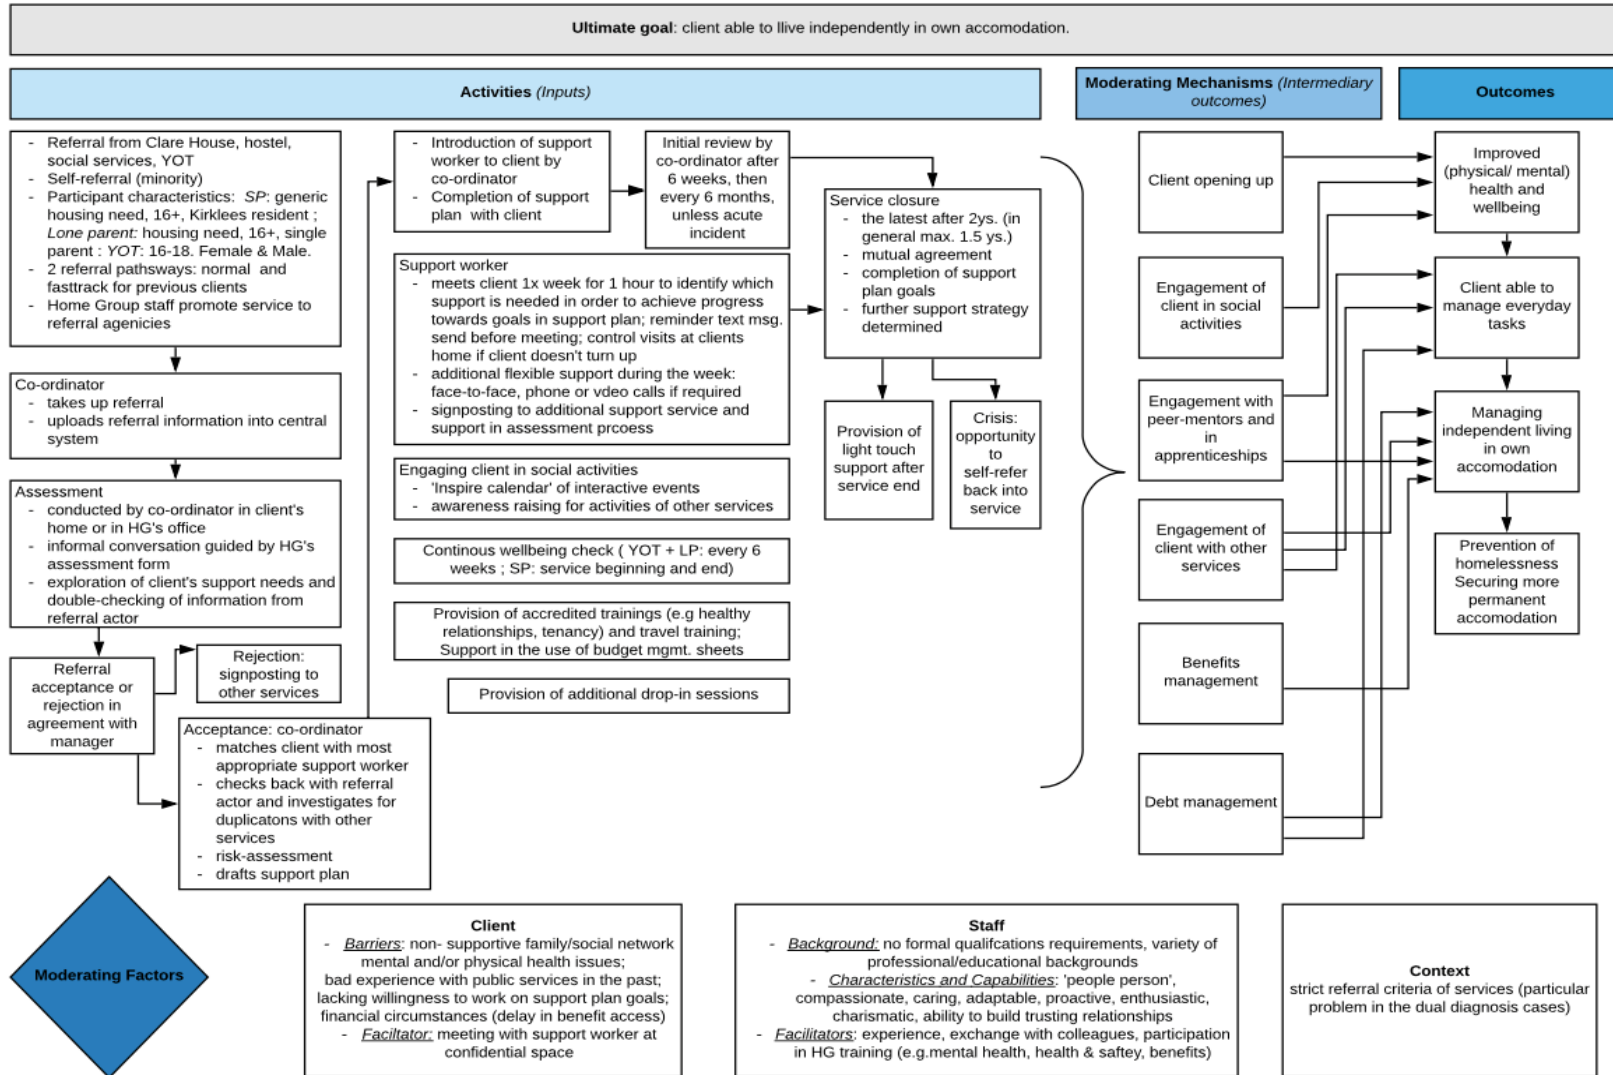 Ultimate goal: client able to llive independently in own accomodation.
Activities (Inputs)
Moderating Mechanisms (Intermediary
outcomes)
Outcomes
- Referral from Clare House, hostel,
social services, YOT
- Self-referral (minority)
- Participant characteristics: SP: generic
housing need, 16+, Kirklees resident ;
Lone parent: housing need, 16+, single
parent : YOT: 16-18. Female & Male.
- 2 referral pathways: normal and
fasttrack for previous clients
- Home Group staff promote service to
referral agenicies
Co-ordinator
- takes up referral
- uploads referral information into central
system
Assessment
- conducted by co-ordinator in client's
home or in HG's office
- informal conversation guided by HG's
assessment form
- exploration of client's support needs and
double-checking of information from
referral actor
Referral
acceptance or
rejection in
agreement with
manager
Rejection:
signposting to
other services
Acceptance: co-ordinator
- matches client with most
appropriate support worker
- checks back with referral
actor and investigates for
duplicatons with other
services
- risk-assessment
- drafts support plan
- Introduction of support
worker to client by
co-ordinator
- Completion of support
plan with client
Initial review by
co-ordinator after
6 weeks, then
every 6 months,
unless acute
incident
Support worker
- meets client 1x week for 1 hour to identify which
support is needed in order to achieve progress
towards goals in support plan; reminder text msg.
send before meeting; control visits at clients
home if client doesn't turn up
- additional flexible support during the week:
face-to-face, phone or vdeo calls if required
- signposting to additional support service and
support in assessment prcoess
Engaging client in social activities
- 'Inspire calendar' of interactive events
- awareness raising for activities of other services
Continous wellbeing check ( YOT + LP: every 6
weeks ; SP: service beginning and end)
Provision of accredited trainings (e.g healthy
relationships, tenancy) and travel training;
Support in the use of budget mgmt. sheets
Provision of additional drop-in sessions
Service closure
- the latest after 2ys. (in
general max. 1.5 ys.)
- mutual agreement
- completion of support
plan goals
- further support strategy
determined
Provision of
light touch
support after
service end
Crisis:
opportunity
to
self-refer
back into
service
Client opening up
Engagement of
client in social
activities
Engagement with
peer-mentors and
in
apprenticeships
Engagement of
client with other
services
Benefits
management
Debt management
Improved
(physical/ mental)
health and
wellbeing
Client able to
manage everyday
tasks
Managing
independent living
in own
accomodation
Prevention of
homelessness
Securing more
permanent
accomodation
Moderating Factors
Client
- Barriers: non- supportive family/social network
mental and/or physical health issues;
bad experience with public services in the past;
lacking willingness to work on support plan goals;
financial circumstances (delay in benefit access)
- Faciltator: meeting with support worker at
confidential space
Staff
- Background: no formal qualifcations requirements, variety of
professional/educational backgrounds
- Characteristics and Capabilities: 'people person',
compassionate, caring, adaptable, proactive, enthusiastic,
charismatic, ability to build trusting relationships
- Facilitators: experience, exchange with colleagues, participation
in HG training (e.g.mental health, health & saftey, benefits)
Context
strict referral criteria of services (particular
problem in the dual diagnosis cases)